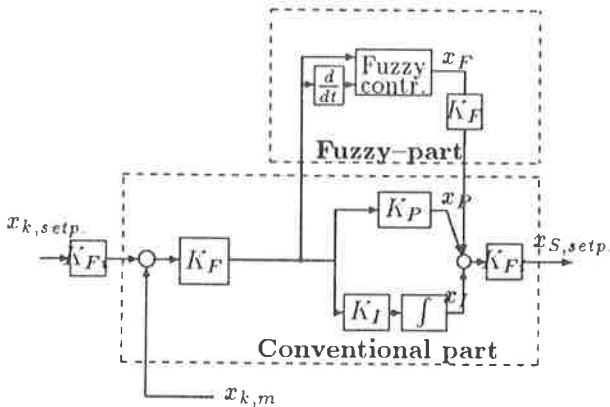 x_F
d/dt
Fuzzy contr.
K_F
Fuzzy–part
x_{k,setp.}
K_F
K_F
K_P
x_P
K_F
x_{S,setp.}
K_I
∫
x_I
Conventional part
x_{k,m}